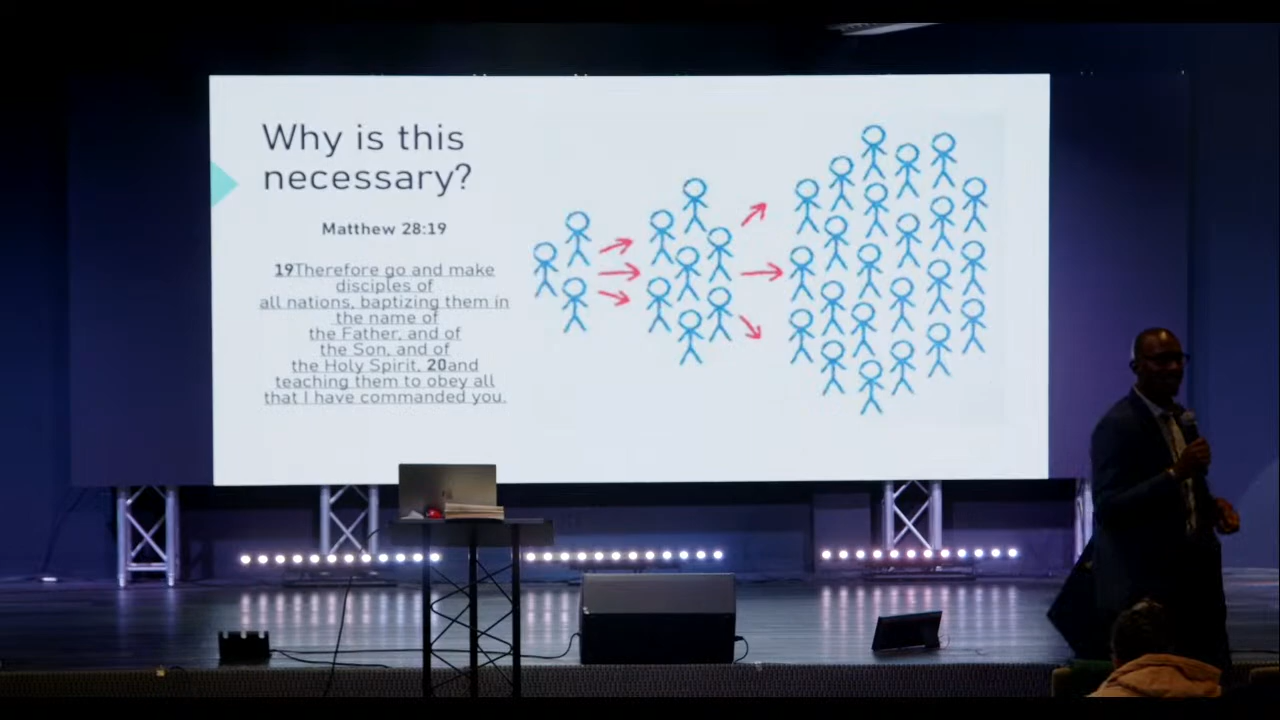 Why is this
necessary?
Matthew 28:19
19Therefore go and make
disciples of
all nations, baptizing them in
the name of
the Father, and of
the Son, and of
the Holy Spirit, 20and
teaching them to obey all
that I have commanded you.